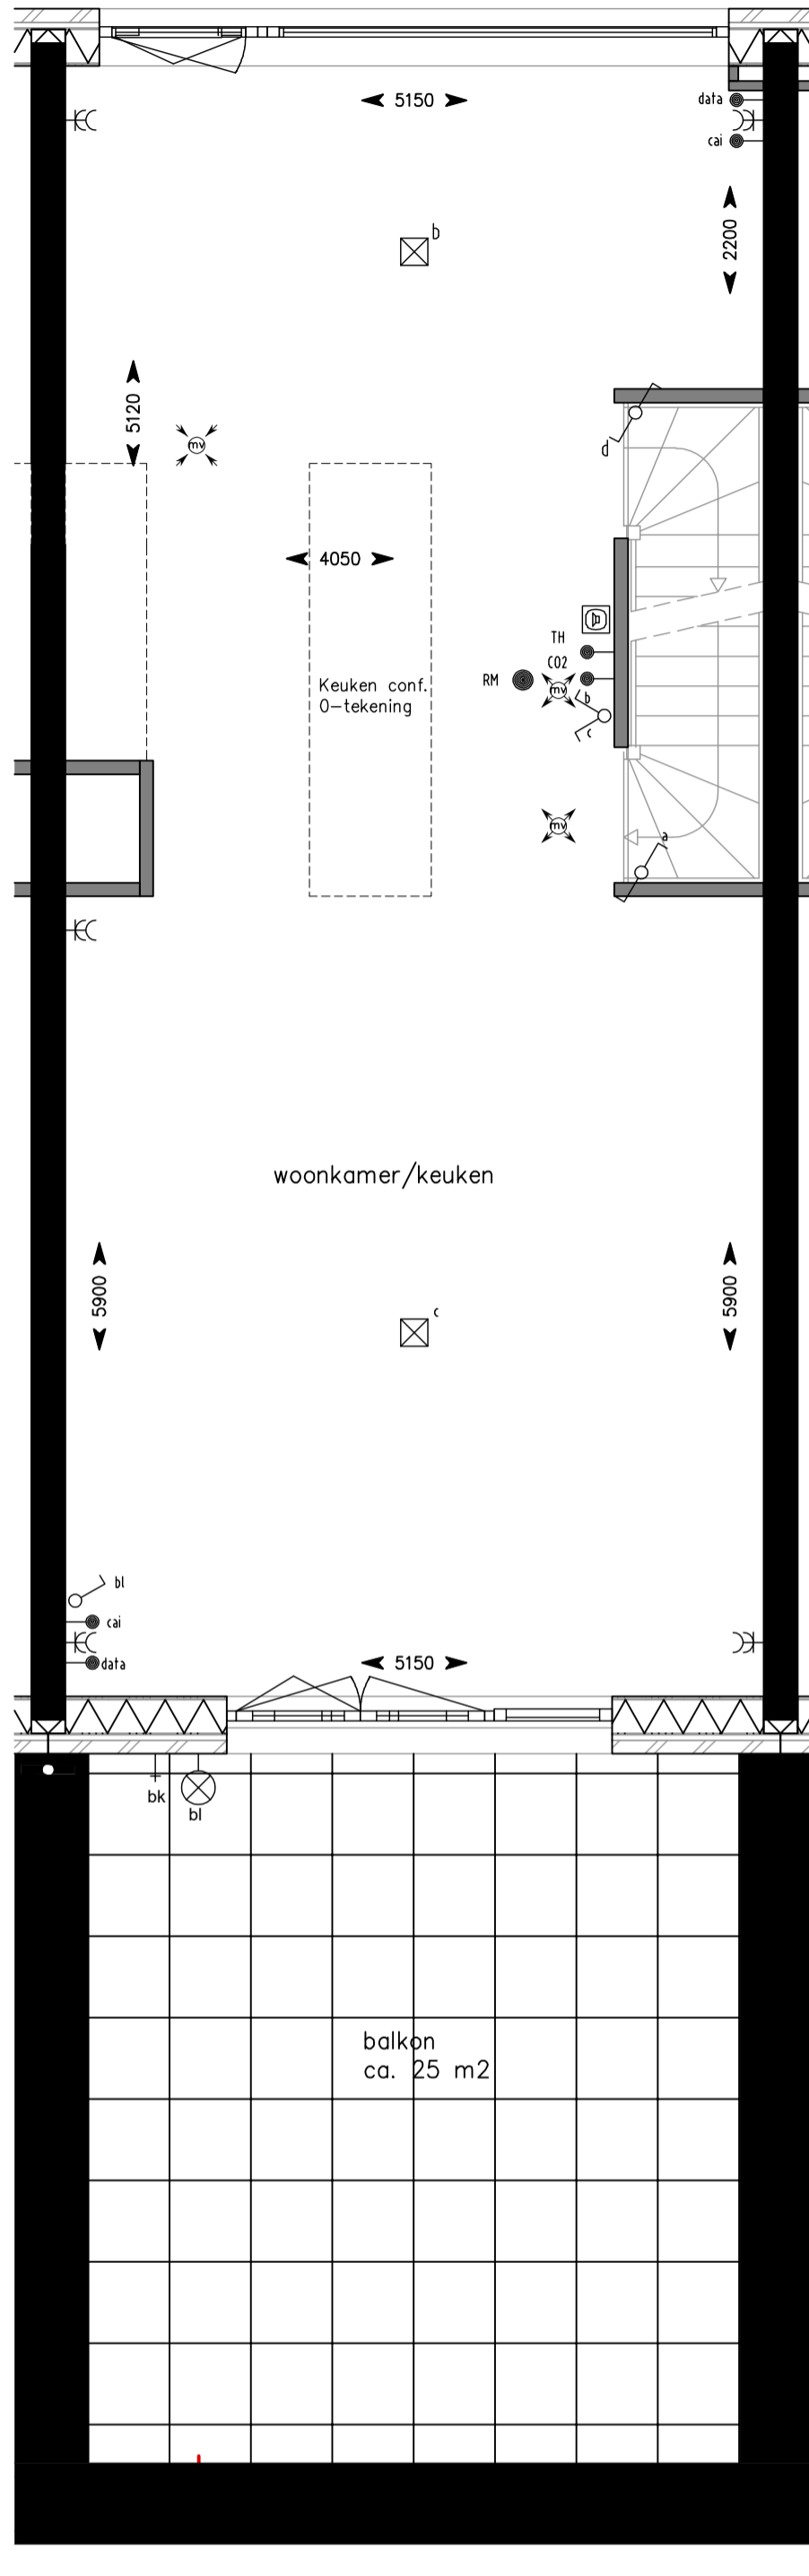 5150
data
cai
b
2200
5120
mv
d
4050
TH
CO2
RM
mv
b
c
Keuken conf.
0-tekening
mv
a
woonkamer/keuken
5900
5900
c
bl
cai
data
5150
bk
bl
balkon
ca. 25 m2